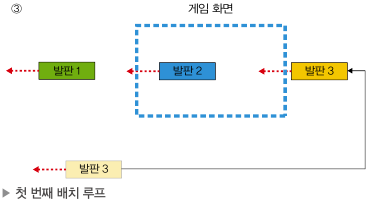 ③ 게임 화면
발판 1 발판 2 발판 3
발판 3
▶ 첫 번째 배치 루프